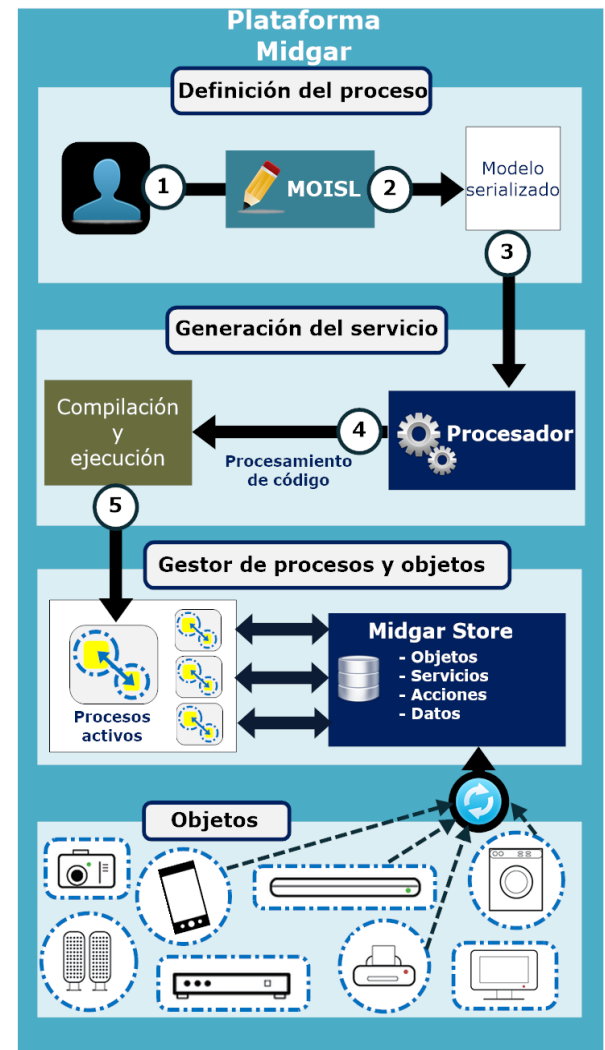 Plataforma
Midgar
Definición del proceso
1
MOISL
2
Modelo
serializado
3
Generación del servicio
Compilación
y
ejecución
4
Procesador
Procesamiento
de código
5
Gestor de procesos y objetos
Procesos
activos
Midgar Store
- Objetos
- Servicios
- Acciones
- Datos
Objetos